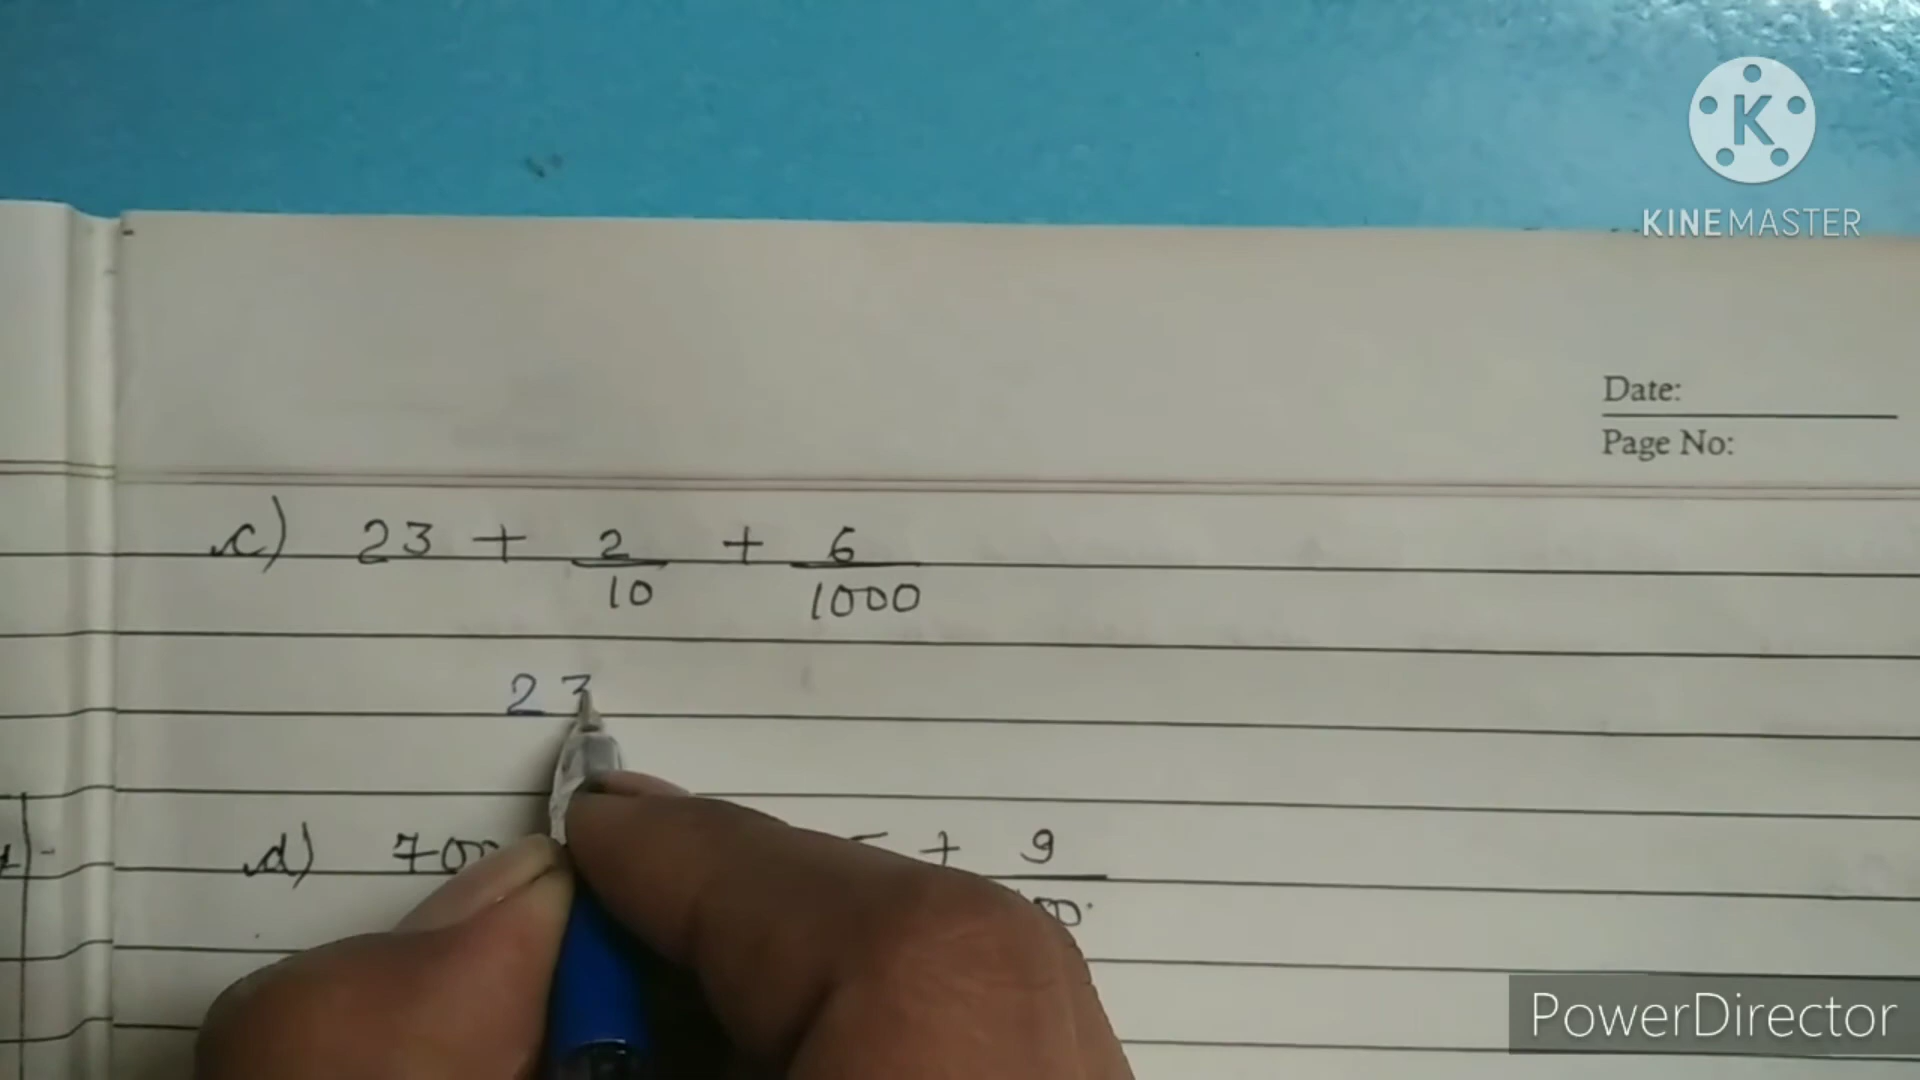 KINEMASTER
Date:
Page No:
c) 23 + 2/10 + 6/1000
23
d) + 9
PowerDirector